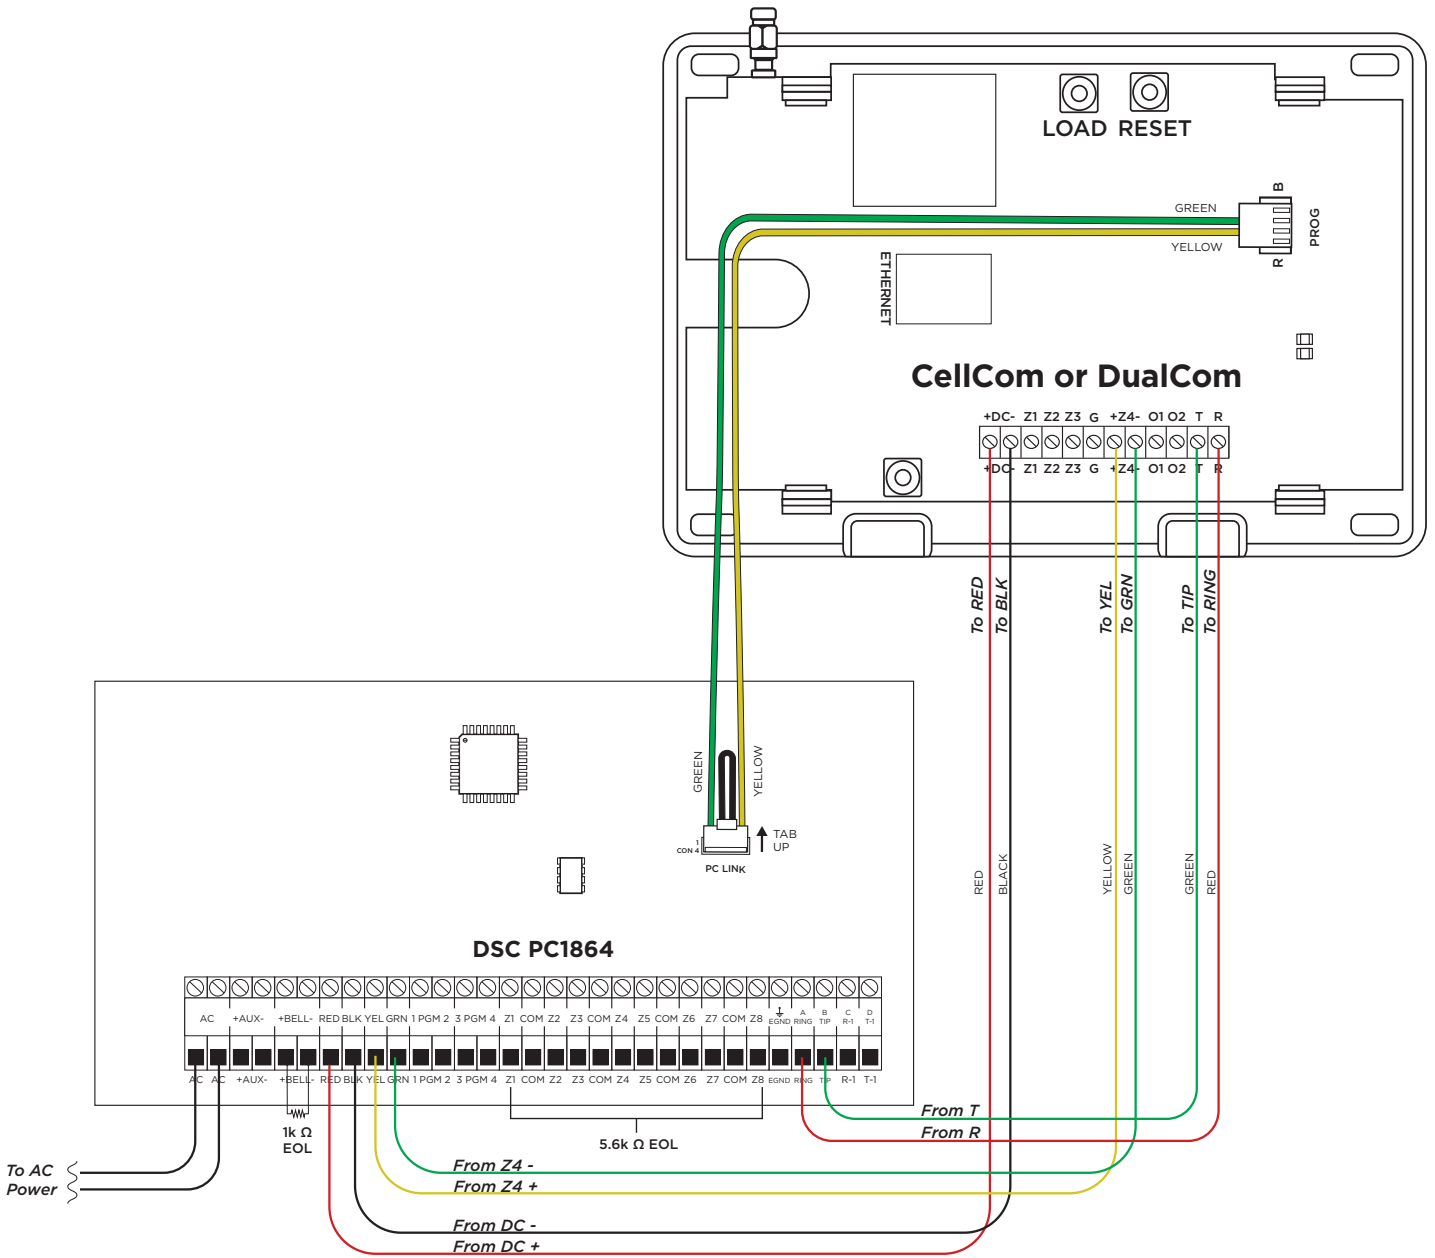 LOAD RESET
B
GREEN
PROG
YELLOW
R
ETHERNET
CellCom or DualCom
+DC- Z1 Z2 Z3 G +Z4- O1 O2 T R
+DC- Z1 Z2 Z3 G +Z4- O1 O2 T R
To RED
To BLK
To YEL
To GRN
To TIP
To RING
GREEN
YELLOW
TAB
UP
1
CON 4
PC LINK
RED
BLACK
YELLOW
GREEN
GREEN
RED
DSC PC1864
AC +AUX- +BELL- RED BLK YEL GRN 1 PGM 2 3 PGM 4 Z1 COM Z2 Z3 COM Z4 Z5 COM Z6 Z7 COM Z8 EGND A RING B TIP C R-1 D T-1
AC AC +AUX- +BELL- RED BLK YEL GRN 1 PGM 2 3 PGM 4 Z1 COM Z2 Z3 COM Z4 Z5 COM Z6 Z7 COM Z8 EGND RING TIP R-1 T-1
1k Ω
EOL
5.6k Ω EOL
From T
From R
To AC
Power
From Z4 -
From Z4 +
From DC -
From DC +